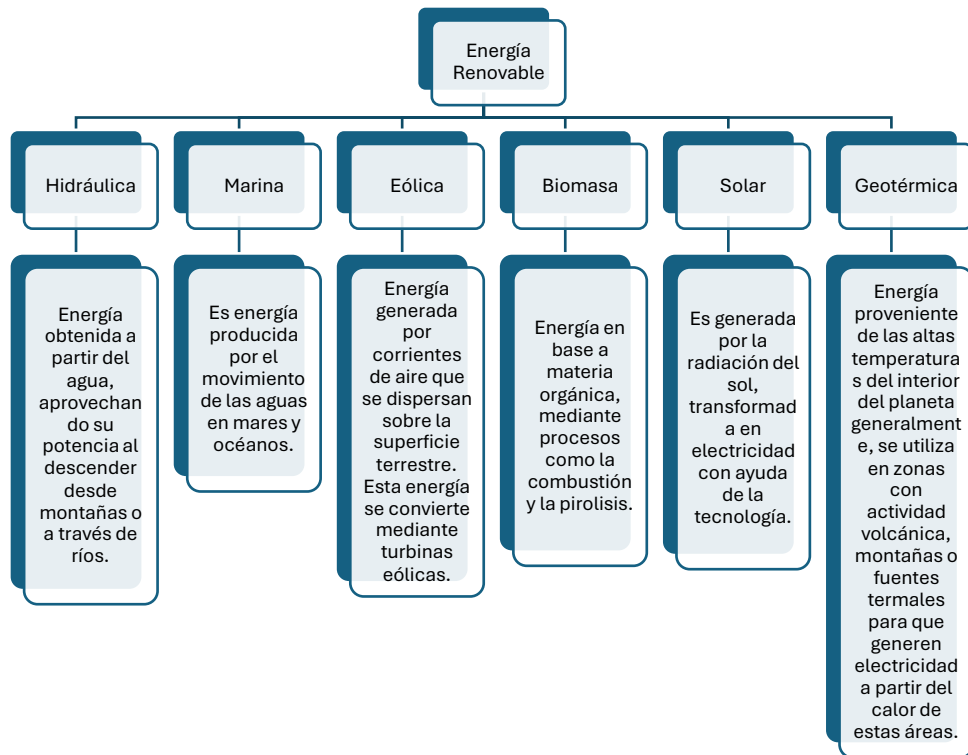 Energía
Renovable
Hidráulica
Marina
Eólica
Biomasa
Solar
Geotérmica
Energía
obtenida a
partir del
agua,
aprovechan
do su
potencia al
descender
desde
montañas o
a través de
ríos.
Es energía
producida
por el
movimiento
de las aguas
en mares y
océanos.
Energía
generada
por
corrientes
de aire que
se dispersan
sobre la
superficie
terrestre.
Esta energía
se convierte
mediante
turbinas
eólicas.
Energía en
base a
materia
orgánica,
mediante
procesos
como la
combustión
y la pirolisis.
Es generada
por la
radiación del
sol,
transformad
a en
electricidad
con ayuda
de la
tecnología.
Energía
proveniente
de las altas
temperatura
s del interior
del planeta
generalment
e, se utiliza
en zonas
con
actividad
volcánica,
montañas o
fuentes
termales
para que
generen
electricidad
a partir del
calor de
estas áreas.